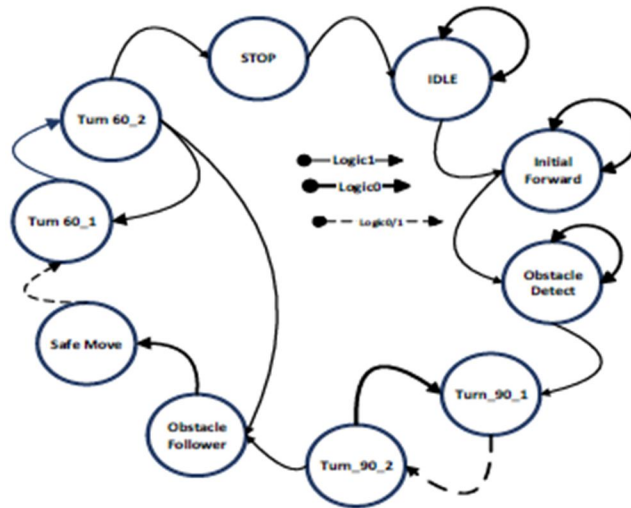 STOP
IDLE
Turn 60_2
Logic1
Logic0
Logic0/1
Initial
Forward
Turn 60_1
Obstacle
Detect
Safe Move
Turn_90_1
Obstacle
Follower
Turn_90_2